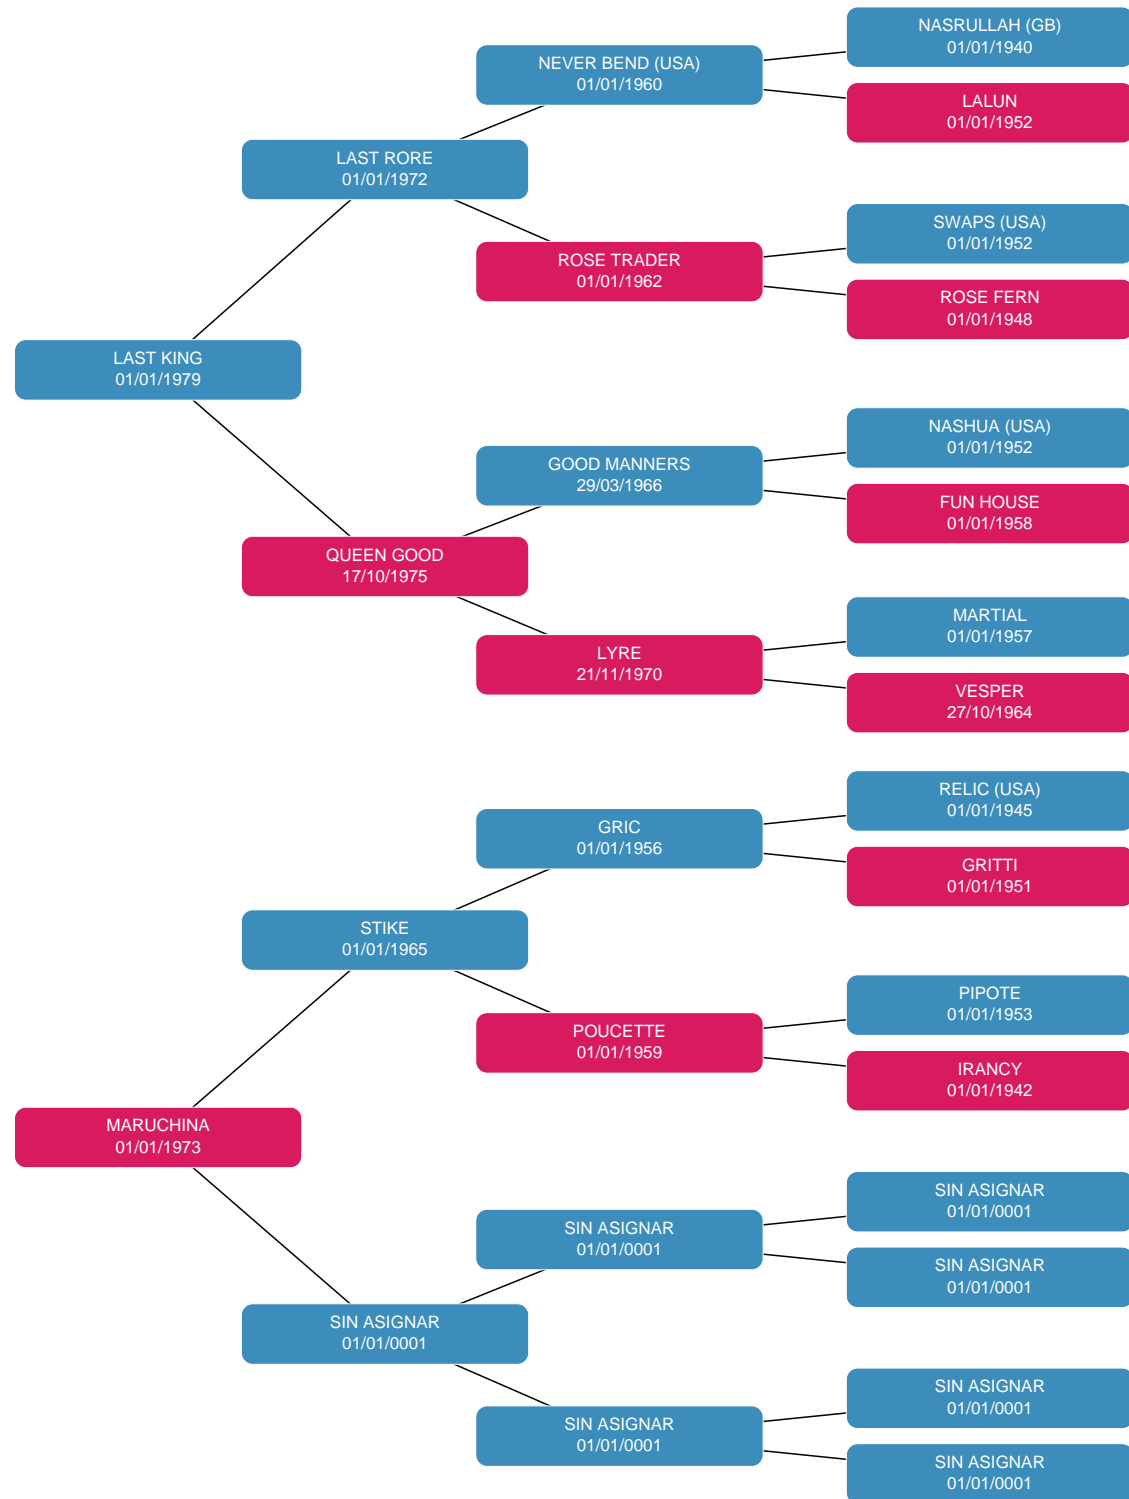 NASRULLAH (GB)
01/01/1940
NEVER BEND (USA)
01/01/1960
LALUN
01/01/1952
LAST RORE
01/01/1972
SWAPS (USA)
01/01/1952
ROSE TRADER
01/01/1962
ROSE FERN
01/01/1948
LAST KING
01/01/1979
NASHUA (USA)
01/01/1952
GOOD MANNERS
29/03/1966
FUN HOUSE
01/01/1958
QUEEN GOOD
17/10/1975
MARTIAL
01/01/1957
LYRE
21/11/1970
VESPER
27/10/1964
RELIC (USA)
01/01/1945
GRIC
01/01/1956
GRITTI
01/01/1951
STIKE
01/01/1965
PIPOTE
01/01/1953
POUCETTE
01/01/1959
IRANCY
01/01/1942
MARUCHINA
01/01/1973
SIN ASIGNAR
01/01/0001
SIN ASIGNAR
01/01/0001
SIN ASIGNAR
01/01/0001
SIN ASIGNAR
01/01/0001
SIN ASIGNAR
01/01/0001
SIN ASIGNAR
01/01/0001
SIN ASIGNAR
01/01/0001